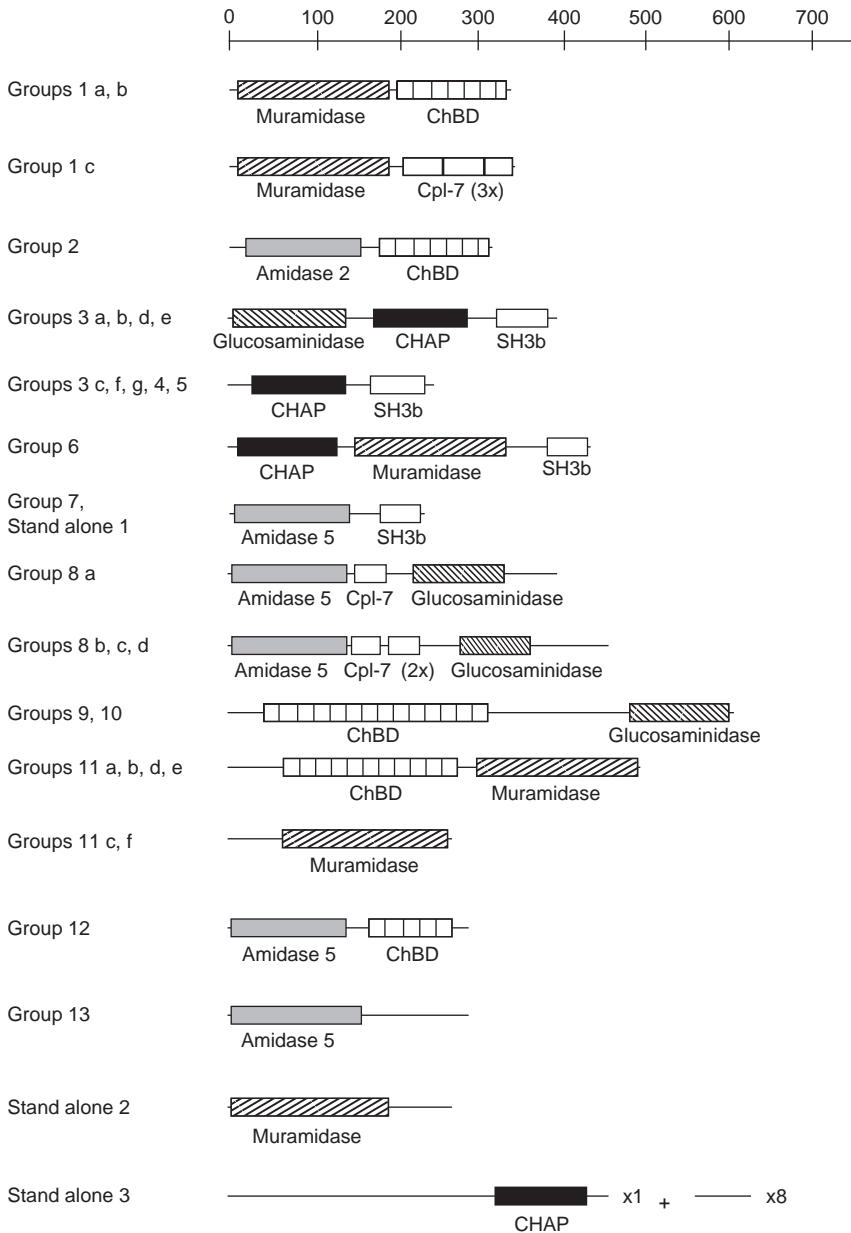 0 100 200 300 400 500 600 700
Groups 1 a, b
Muramidase ChBD
Group 1 c
Muramidase Cpl-7 (3x)
Group 2
Amidase 2 ChBD
Groups 3 a, b, d, e
Glucosaminidase CHAP SH3b
Groups 3 c, f, g, 4, 5
CHAP SH3b
Group 6
CHAP Muramidase SH3b
Group 7,
Stand alone 1
Amidase 5 SH3b
Group 8 a
Amidase 5 Cpl-7 Glucosaminidase
Groups 8 b, c, d
Amidase 5 Cpl-7 (2x) Glucosaminidase
Groups 9, 10
ChBD Glucosaminidase
Groups 11 a, b, d, e
ChBD Muramidase
Groups 11 c, f
Muramidase
Group 12
Amidase 5 ChBD
Group 13
Amidase 5
Stand alone 2
Muramidase
Stand alone 3 x1 + x8
CHAP